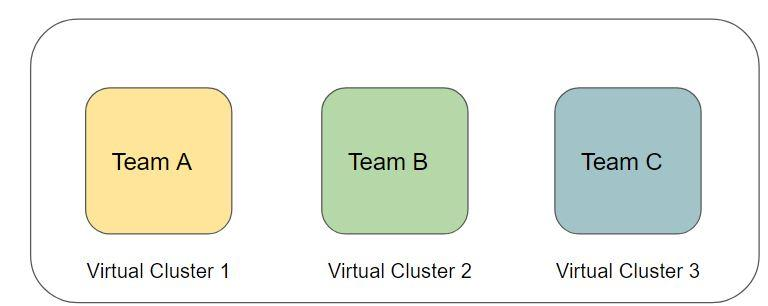 Team A
Team B
Team C
Virtual Cluster 1
Virtual Cluster 2
Virtual Cluster 3